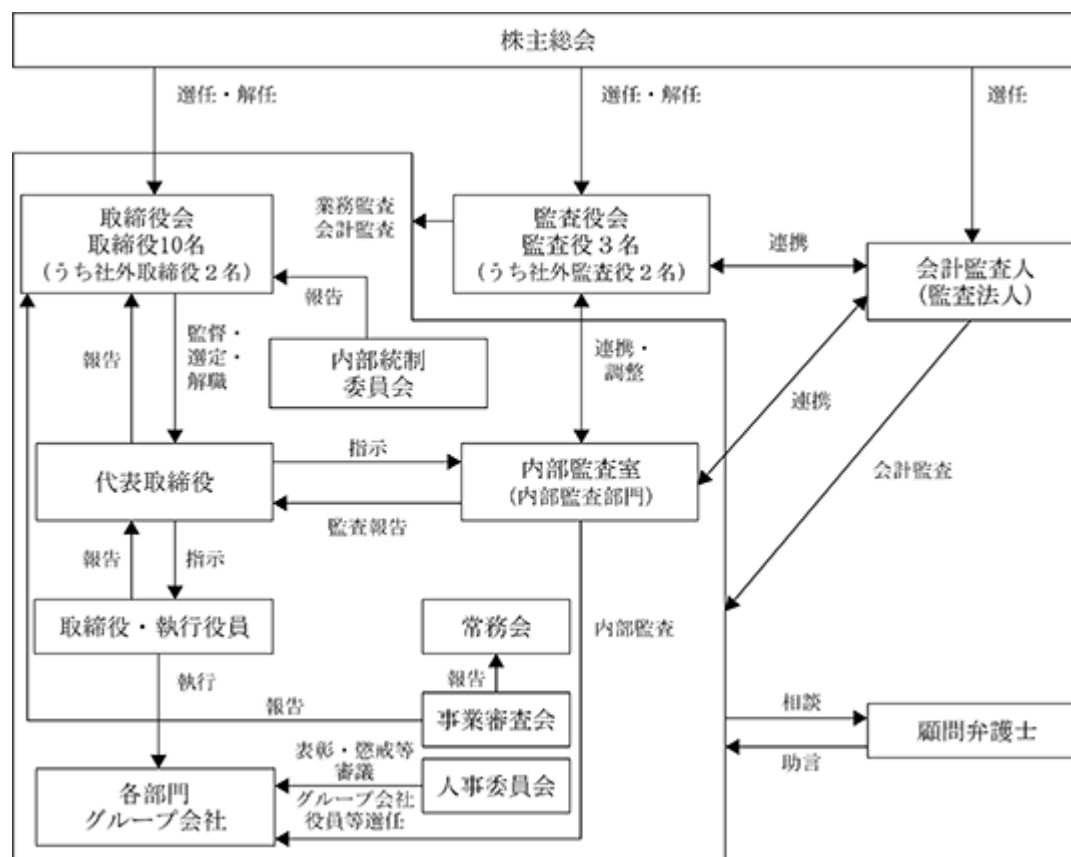 株主総会
選任・解任
選任・解任
選任
取締役会
取締役10名
(うち社外取締役２名)
業務監査
会計監査
監査役会
監査役３名
(うち社外監査役２名)
連携
会計監査人
(監査法人)
報告
報告
監督・
選定・
解職
内部統制
委員会
連携・
調整
連携
代表取締役
指示
監査報告
内部監査室
(内部監査部門)
会計監査
報告
指示
取締役・執行役員
常務会
内部監査
執行
報告
報告
事業審査会
相談
顧問弁護士
助言
表彰・懲戒等
審議
人事委員会
各部門
グループ会社
グループ会社
役員等選任